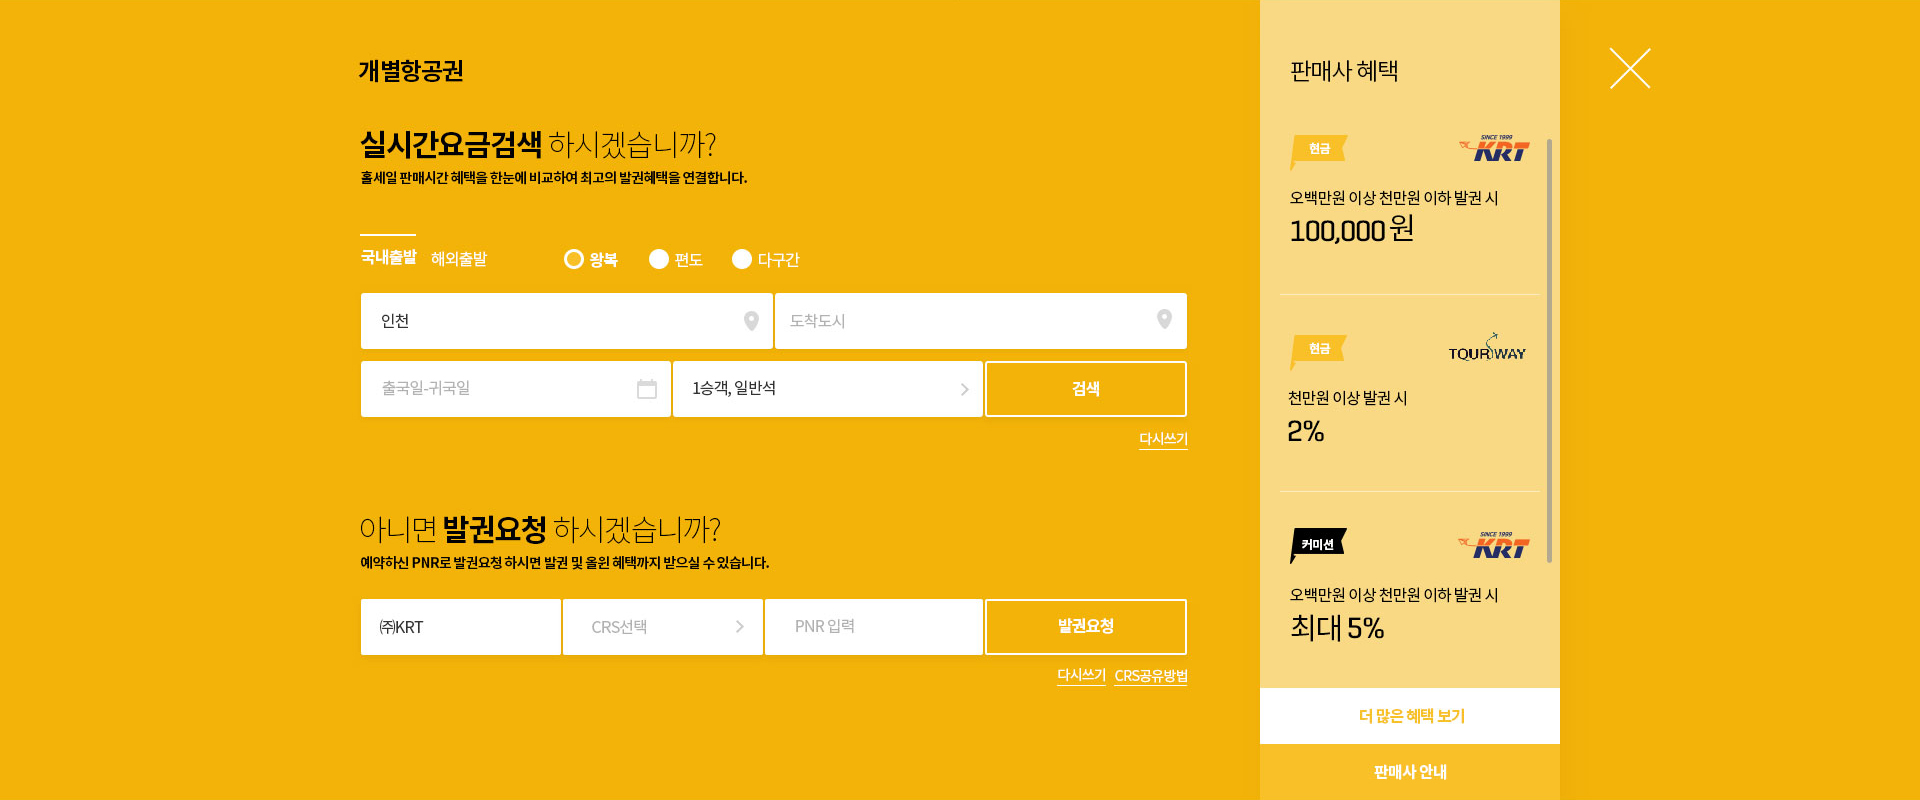 개별항공권
실시간요금검색 하시겠습니까?
홀세일 판매시간 혜택을 한눈에 비교하여 최고의 발권혜택을 연결합니다.
국내출발 해외출발 왕복 편도 다구간
인천 도착도시
출국일-귀국일 1승객, 일반석 검색
다시쓰기
아니면 발권요청 하시겠습니까?
예약하신 PNR로 발권요청 하시면 발권 및 올윈 혜택까지 받으실 수 있습니다.
㈜KRT CRS선택 PNR 입력 발권요청
다시쓰기 CRS공유방법
판매사 혜택
현금 SINCE 1999
KRT
오백만원 이상 천만원 이하 발권 시
100,000 원
현금 TOUR WAY
천만원 이상 발권 시
2%
커미션 SINCE 1999
KRT
오백만원 이상 천만원 이하 발권 시
최대 5%
더 많은 혜택 보기
판매사 안내